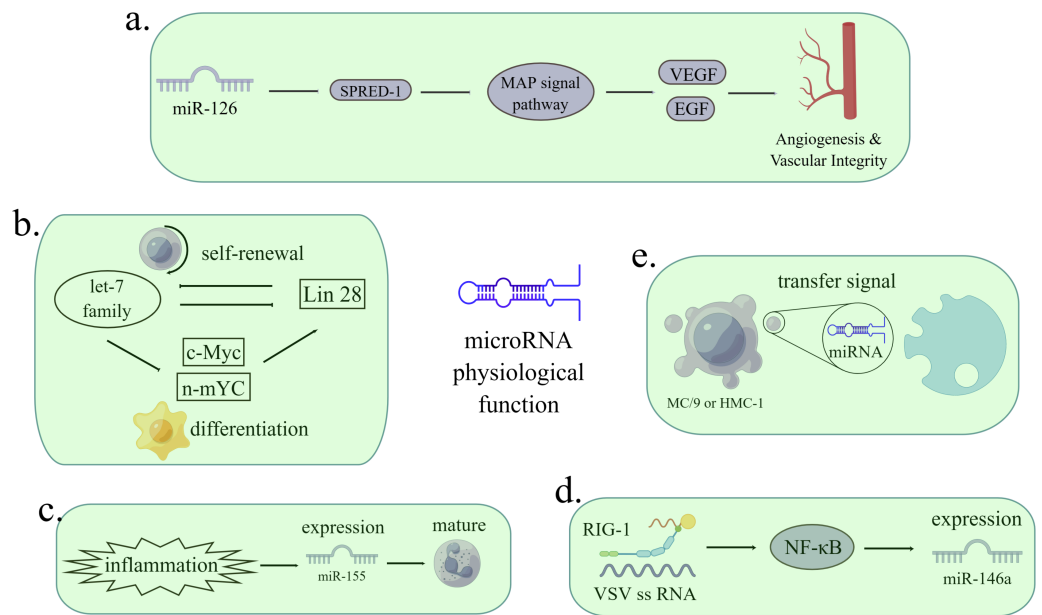 a.
miR-126
SPRED-1
MAP signal
pathway
VEGF
EGF
Angiogenesis &
Vascular Integrity
b.
self-renewal
let-7
family
Lin 28
c-Myc
n-mYC
differentiation
microRNA
physiological
function
e.
transfer signal
miRNA
MC/9 or HMC-1
c.
inflammation
expression
miR-155
mature
d.
RIG-1
VSV ss RNA
NF-κB
expression
miR-146a